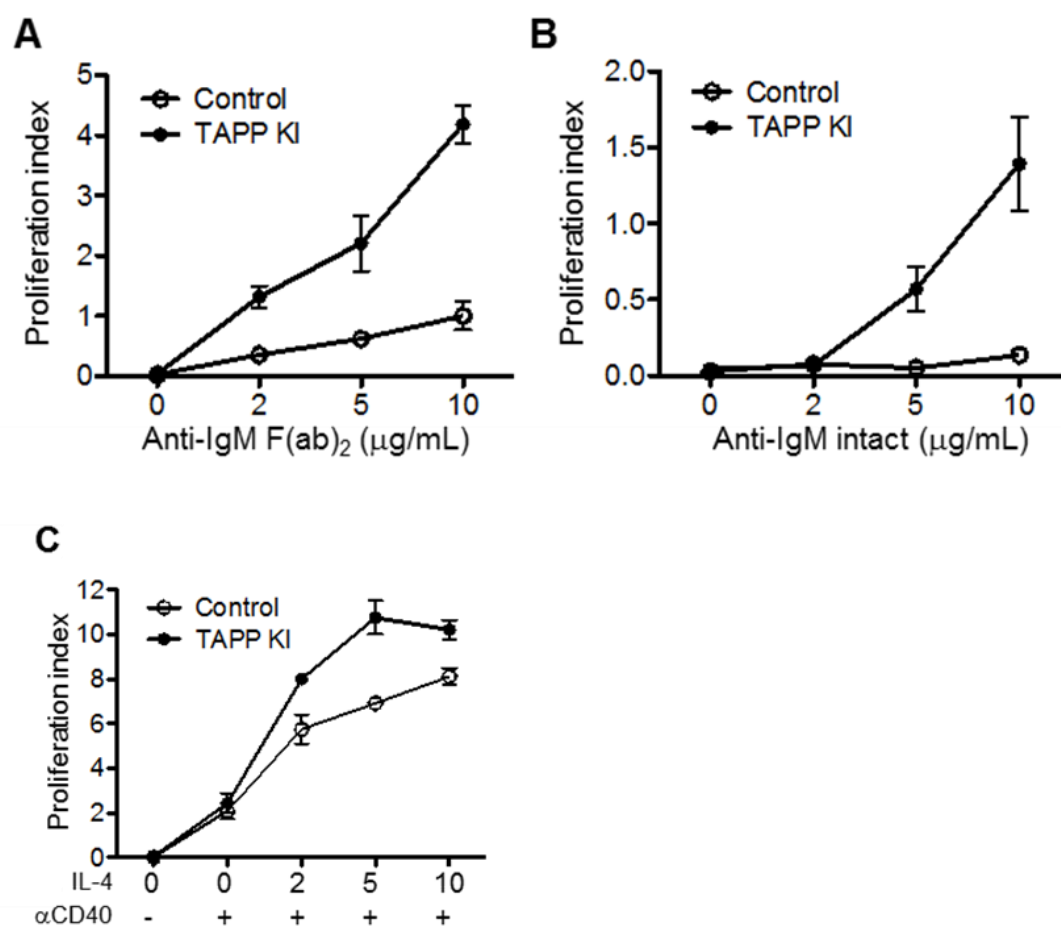 A
Proliferation index
5
4
3
2
1
0
Control
TAPP KI
0 2 5 10
Anti-IgM F(ab)₂ (μg/mL)
B
Proliferation index
2.0
1.5
1.0
0.5
0.0
Control
TAPP KI
0 2 5 10
Anti-IgM intact (μg/mL)
C
Proliferation index
12
10
8
6
4
2
0
Control
TAPP KI
IL-4 0 0 2 5 10
αCD40 - + + + +